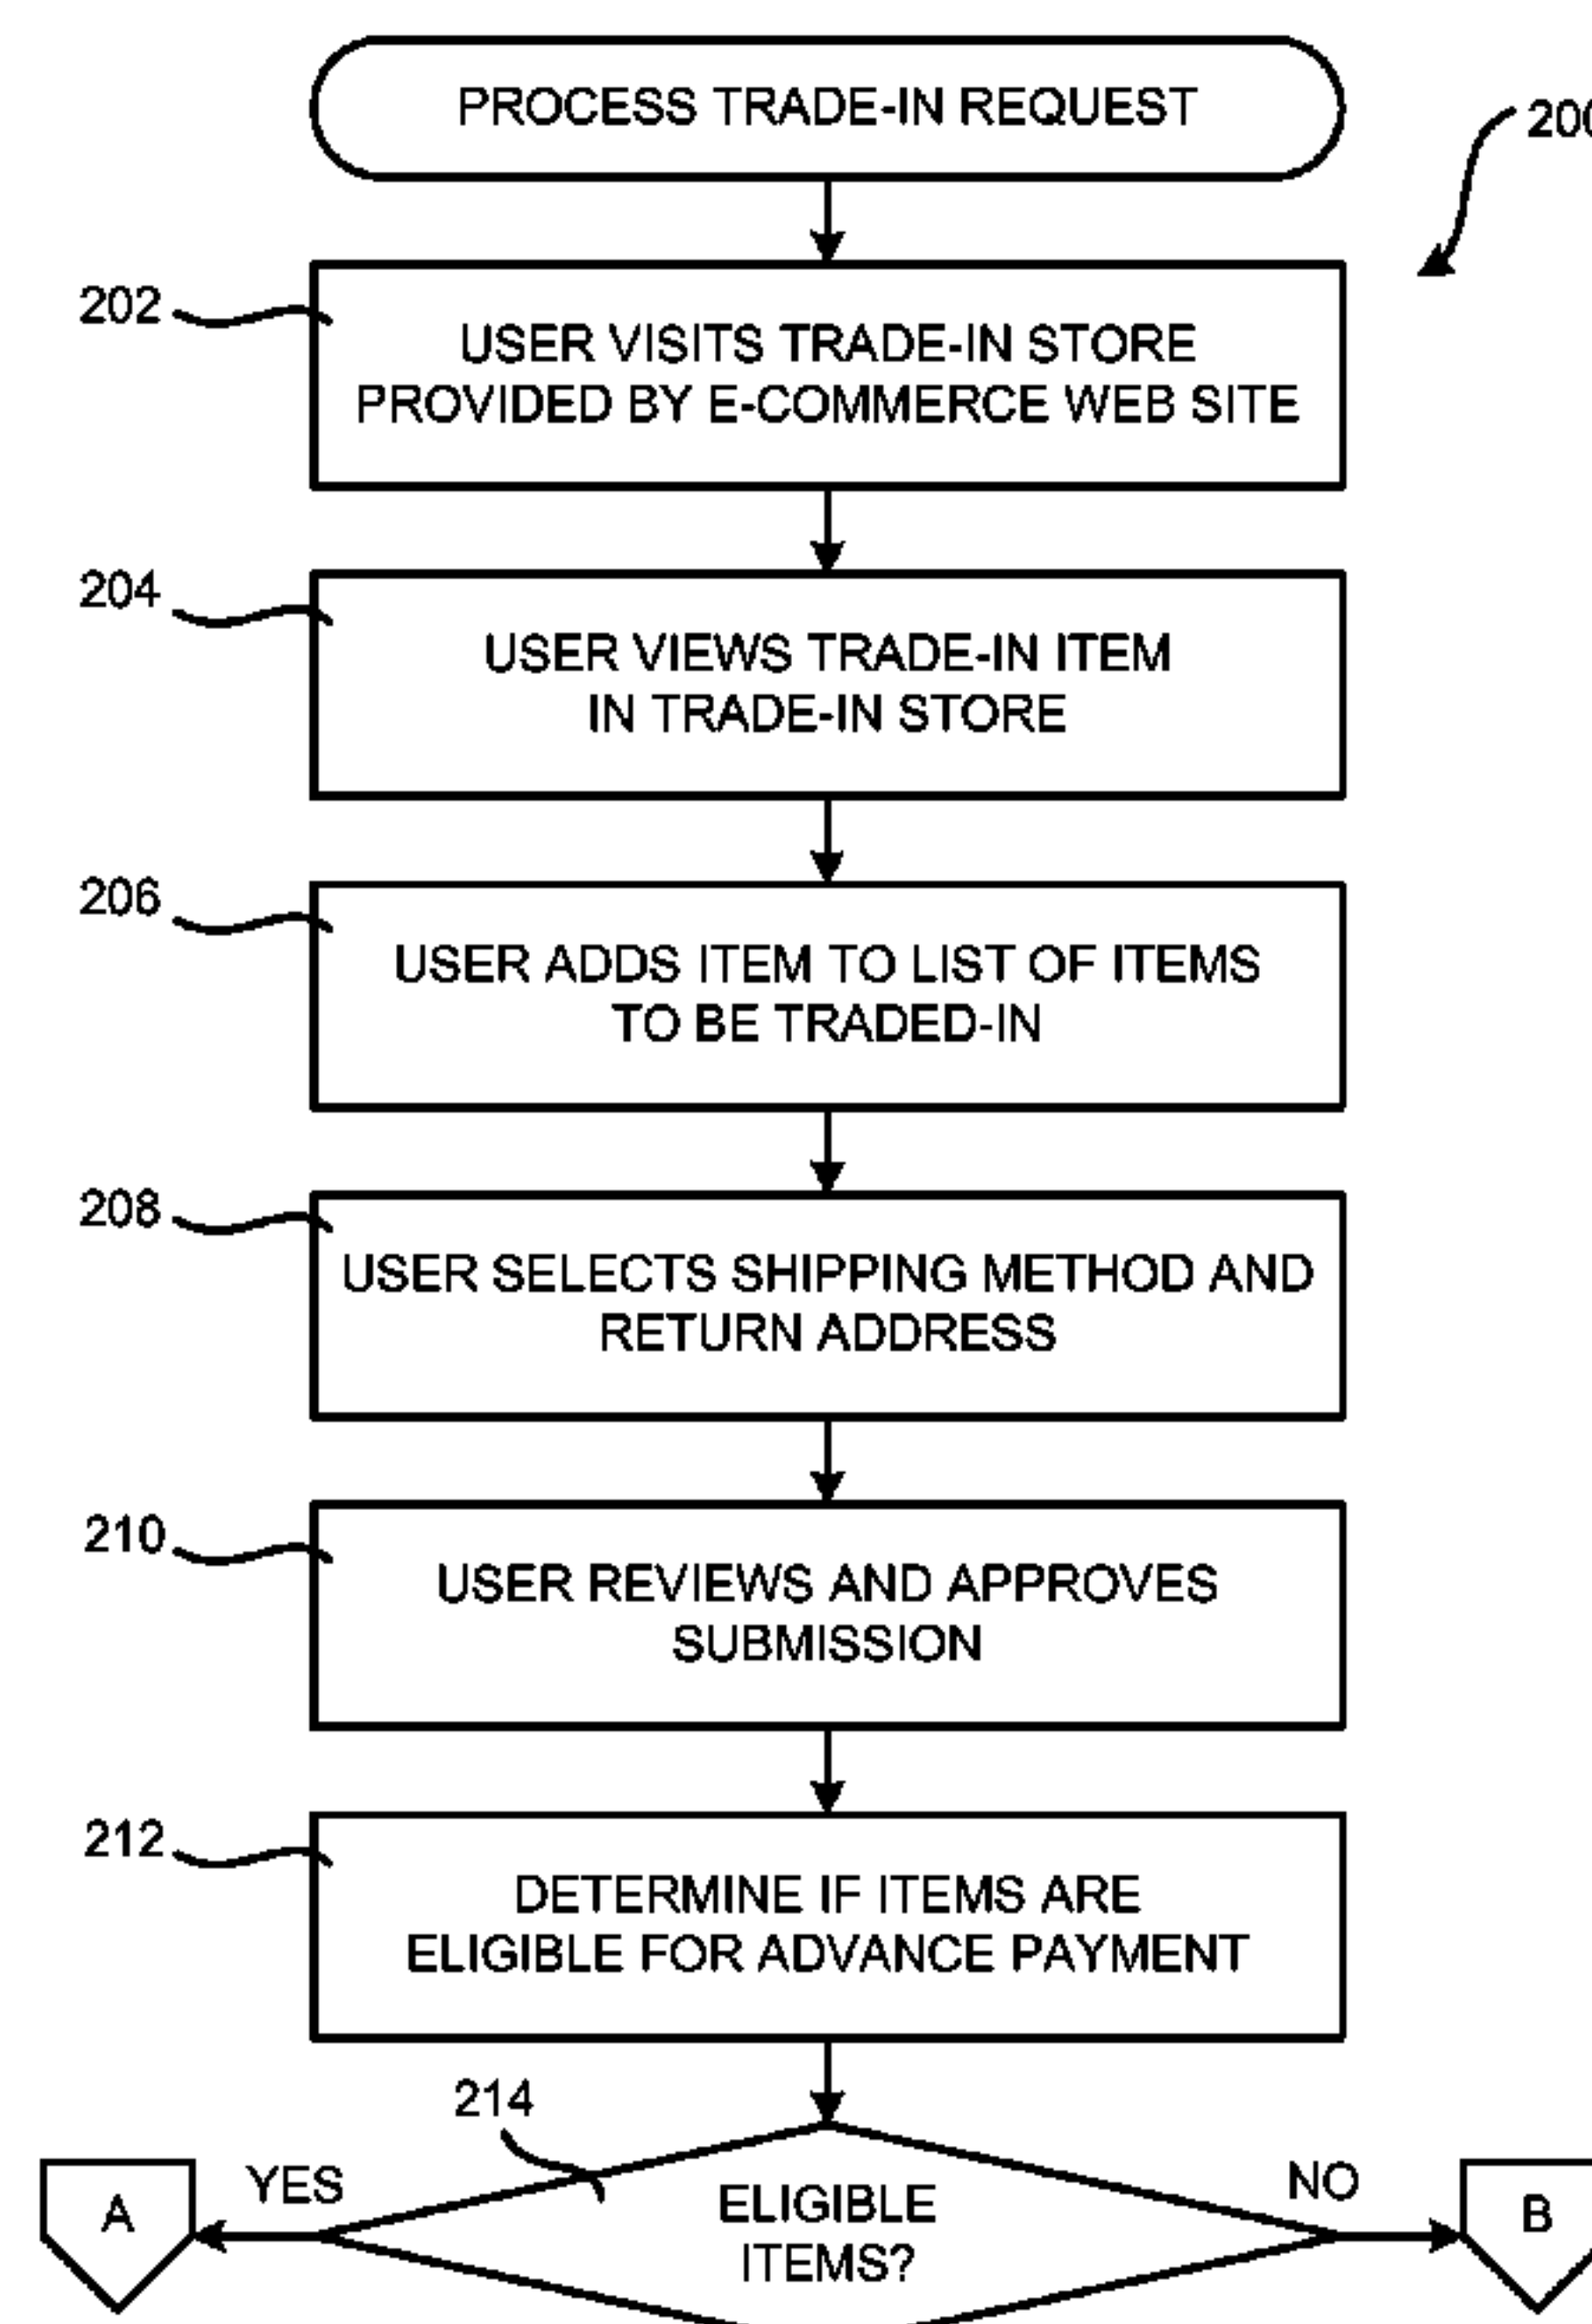 PROCESS TRADE-IN REQUEST
200
202
USER VISITS TRADE-IN STORE
PROVIDED BY E-COMMERCE WEB SITE
204
USER VIEWS TRADE-IN ITEM
IN TRADE-IN STORE
206
USER ADDS ITEM TO LIST OF ITEMS
TO BE TRADED-IN
208
USER SELECTS SHIPPING METHOD AND
RETURN ADDRESS
210
USER REVIEWS AND APPROVES
SUBMISSION
212
DETERMINE IF ITEMS ARE
ELIGIBLE FOR ADVANCE PAYMENT
214
A
YES
ELIGIBLE
ITEMS?
NO
B